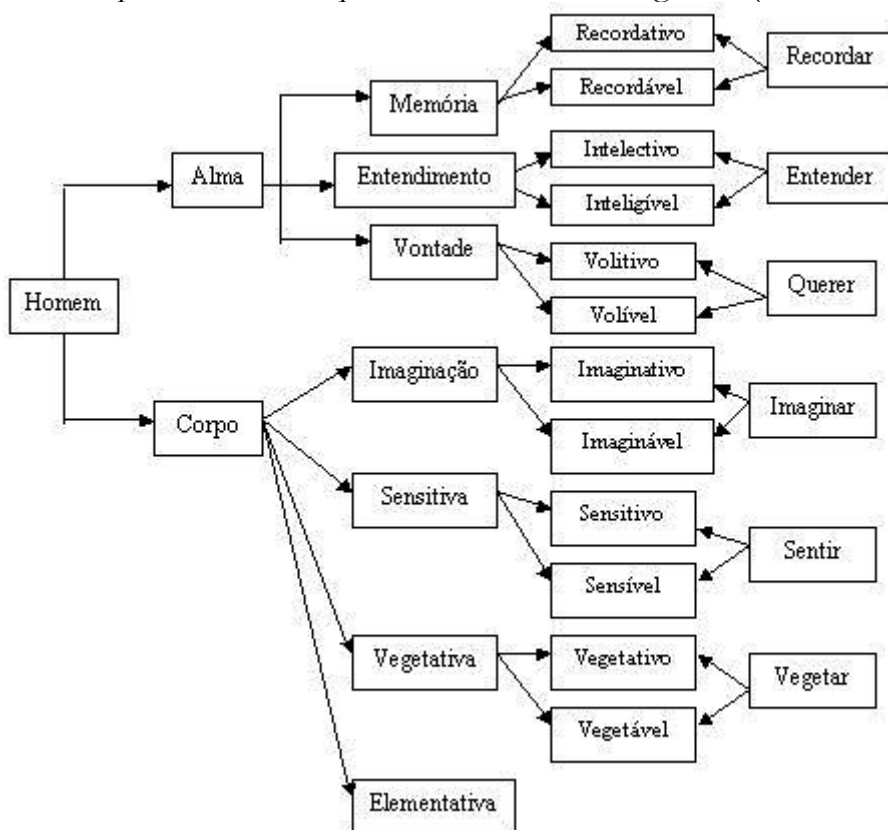 Recordativo
Recordar
Recordável
Memória
Intelectivo
Alma
Entendimento
Entender
Inteligível
Vontade
Volitivo
Querer
Homem
Volível
Imaginação
Imaginativo
Imaginar
Corpo
Imaginável
Sensitiva
Sensitivo
Sentir
Sensível
Vegetativa
Vegetativo
Vegetar
Vegetável
Elementativa